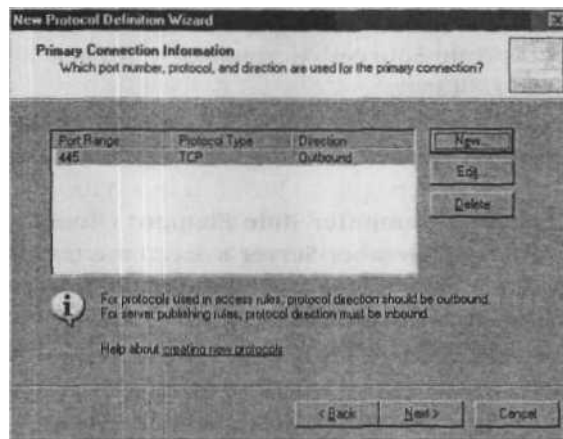 New Protocol Definition Wizard
Primary Connection Information
Which port number, protocol, and direction are used for the primary connection?
Port Range Protocol Type Direction
445 TCP Outbound
New...
Edit...
Delete
For protocols used in access rules, protocol direction should be outbound.
For server publishing rules, protocol direction must be inbound.
Help about creating new protocols
< Back Next > Cancel